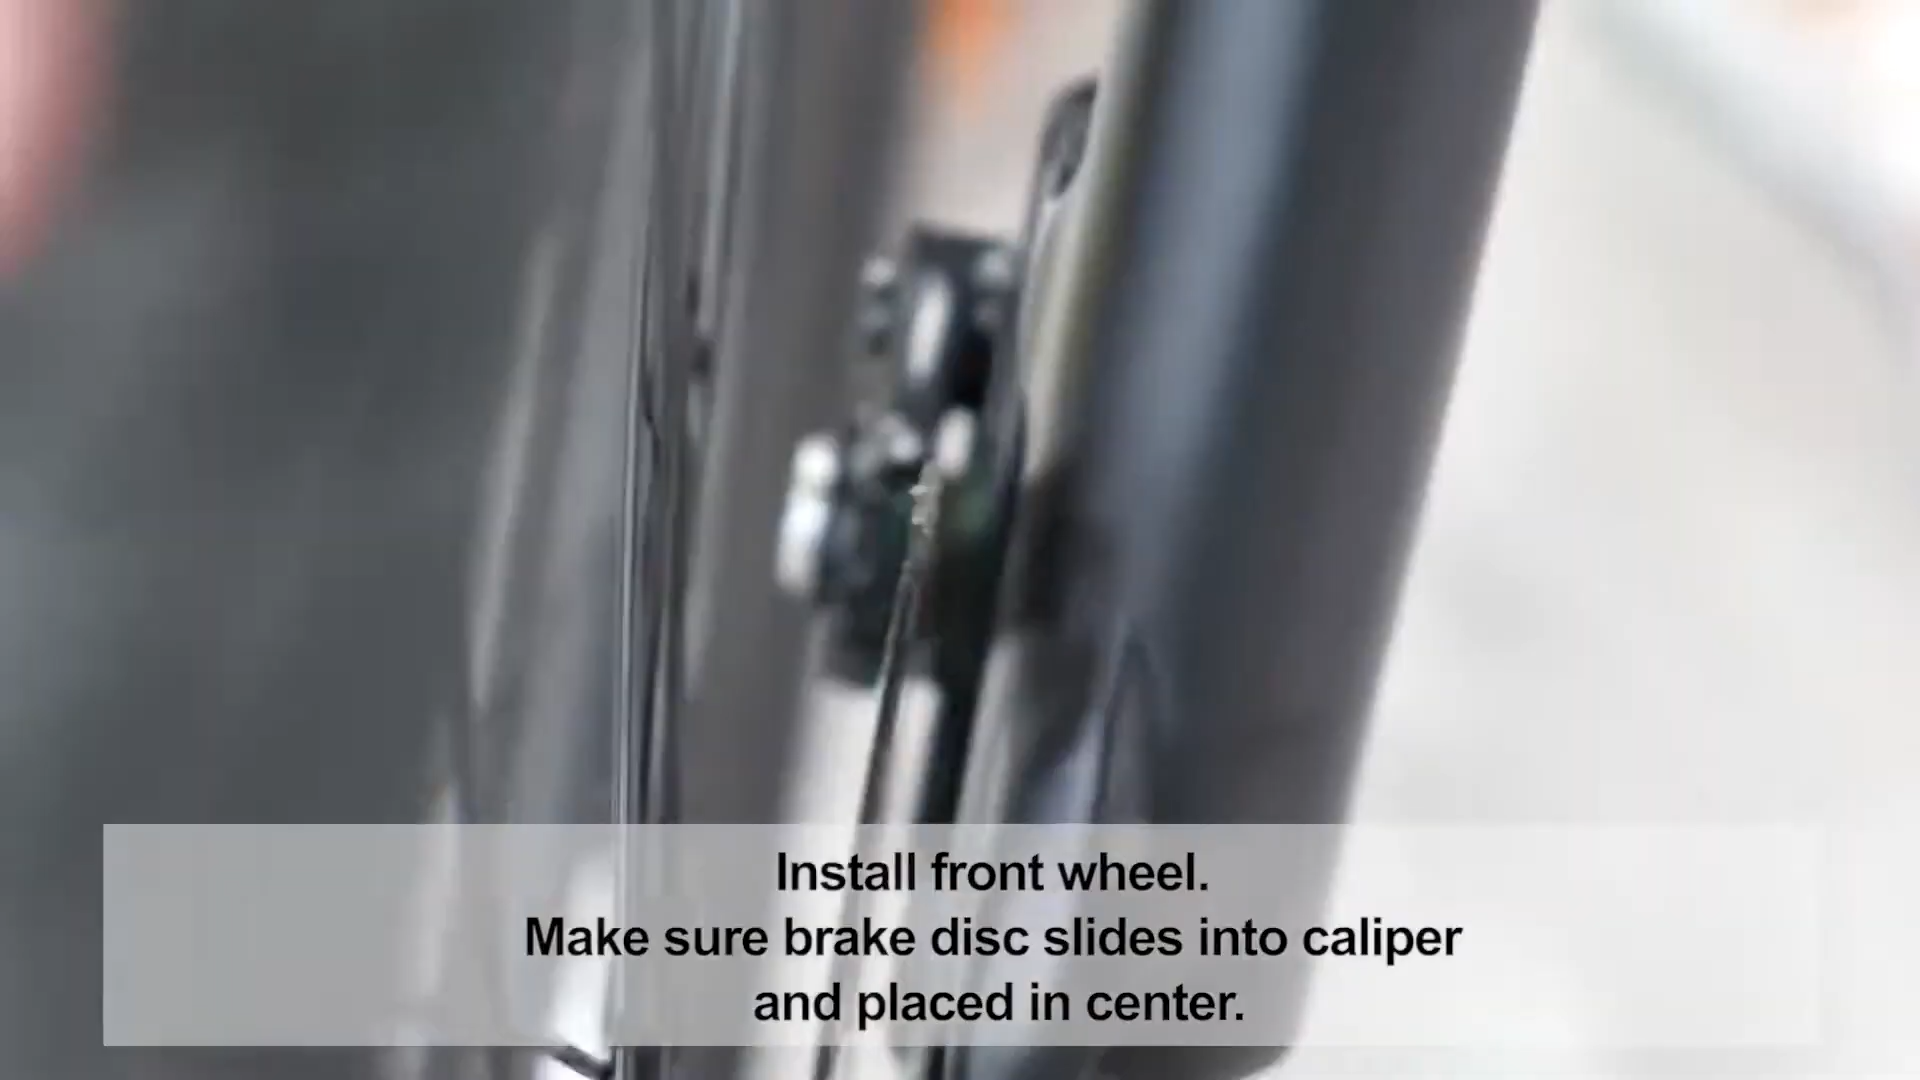 Install front wheel.
Make sure brake disc slides into caliper
and placed in center.